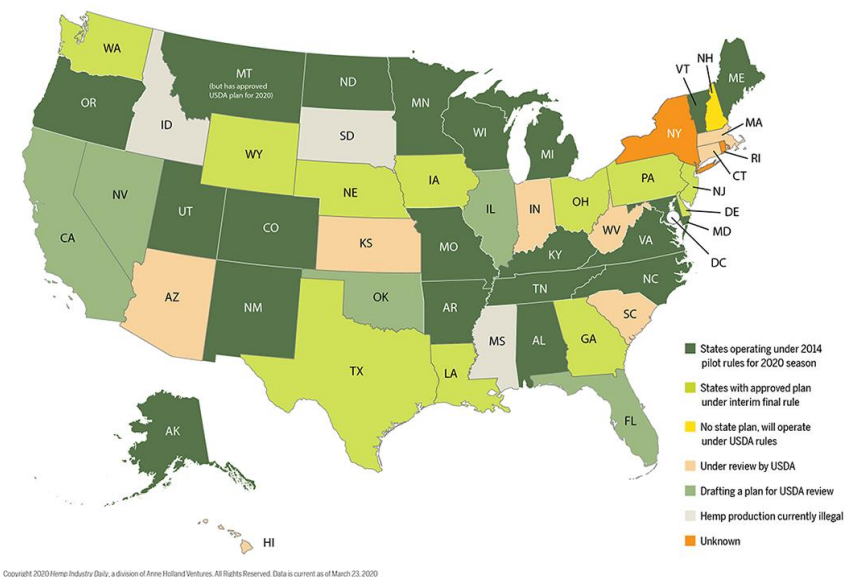 WA
MT
(but has approved
USDA plan for 2020)
ND
MN
VT
NH
ME
OR
ID
SD
WI
MI
NY
MA
RI
CT
WY
IA
NE
PA
NJ
OH
IL
IN
DE
MD
DC
NV
UT
CO
CA
KS
MO
WV
VA
KY
NC
TN
AZ
NM
OK
AR
SC
MS
AL
GA
TX
LA
FL
AK
HI
States operating under 2014
pilot rules for 2020 season
States with approved plan
under interim final rule
No state plan, will operate
under USDA rules
Under review by USDA
Drafting a plan for USDA review
Hemp production currently illegal
Unknown
Copyright 2020 Hemp Industry Daily, a division of Anne Holland Ventures. All Rights Reserved. Data is current as of March 23, 2020